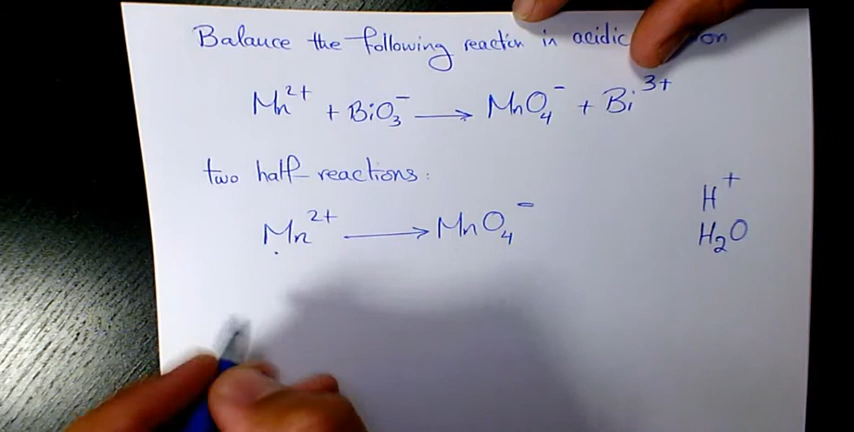 Balance the following reaction in acidic
Mn²⁺ + BiO₃⁻ → MnO₄⁻ + Bi³⁺
two half-reactions:
Mn²⁺ → MnO₄⁻
H⁺
H₂O